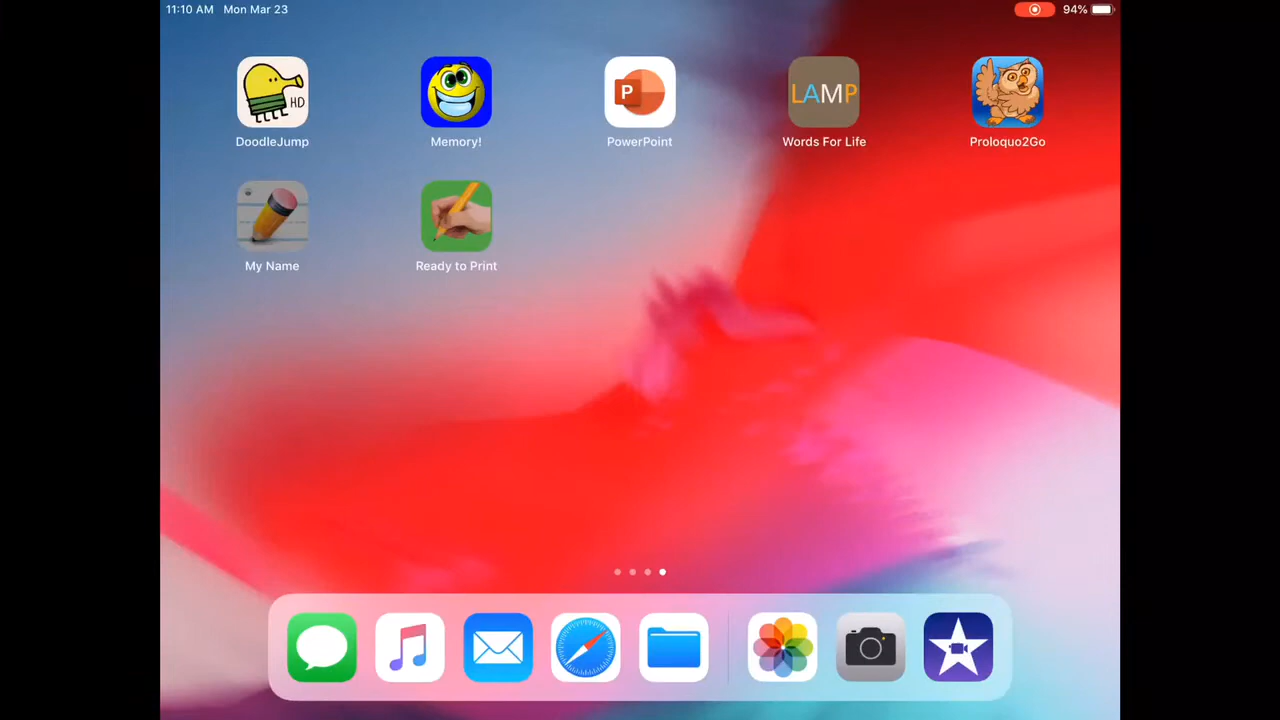 11:10 AM Mon Mar 23
94%
HD
P
LAMP
DoodleJump
Memory!
PowerPoint
Words For Life
Proloquo2Go
My Name
Ready to Print